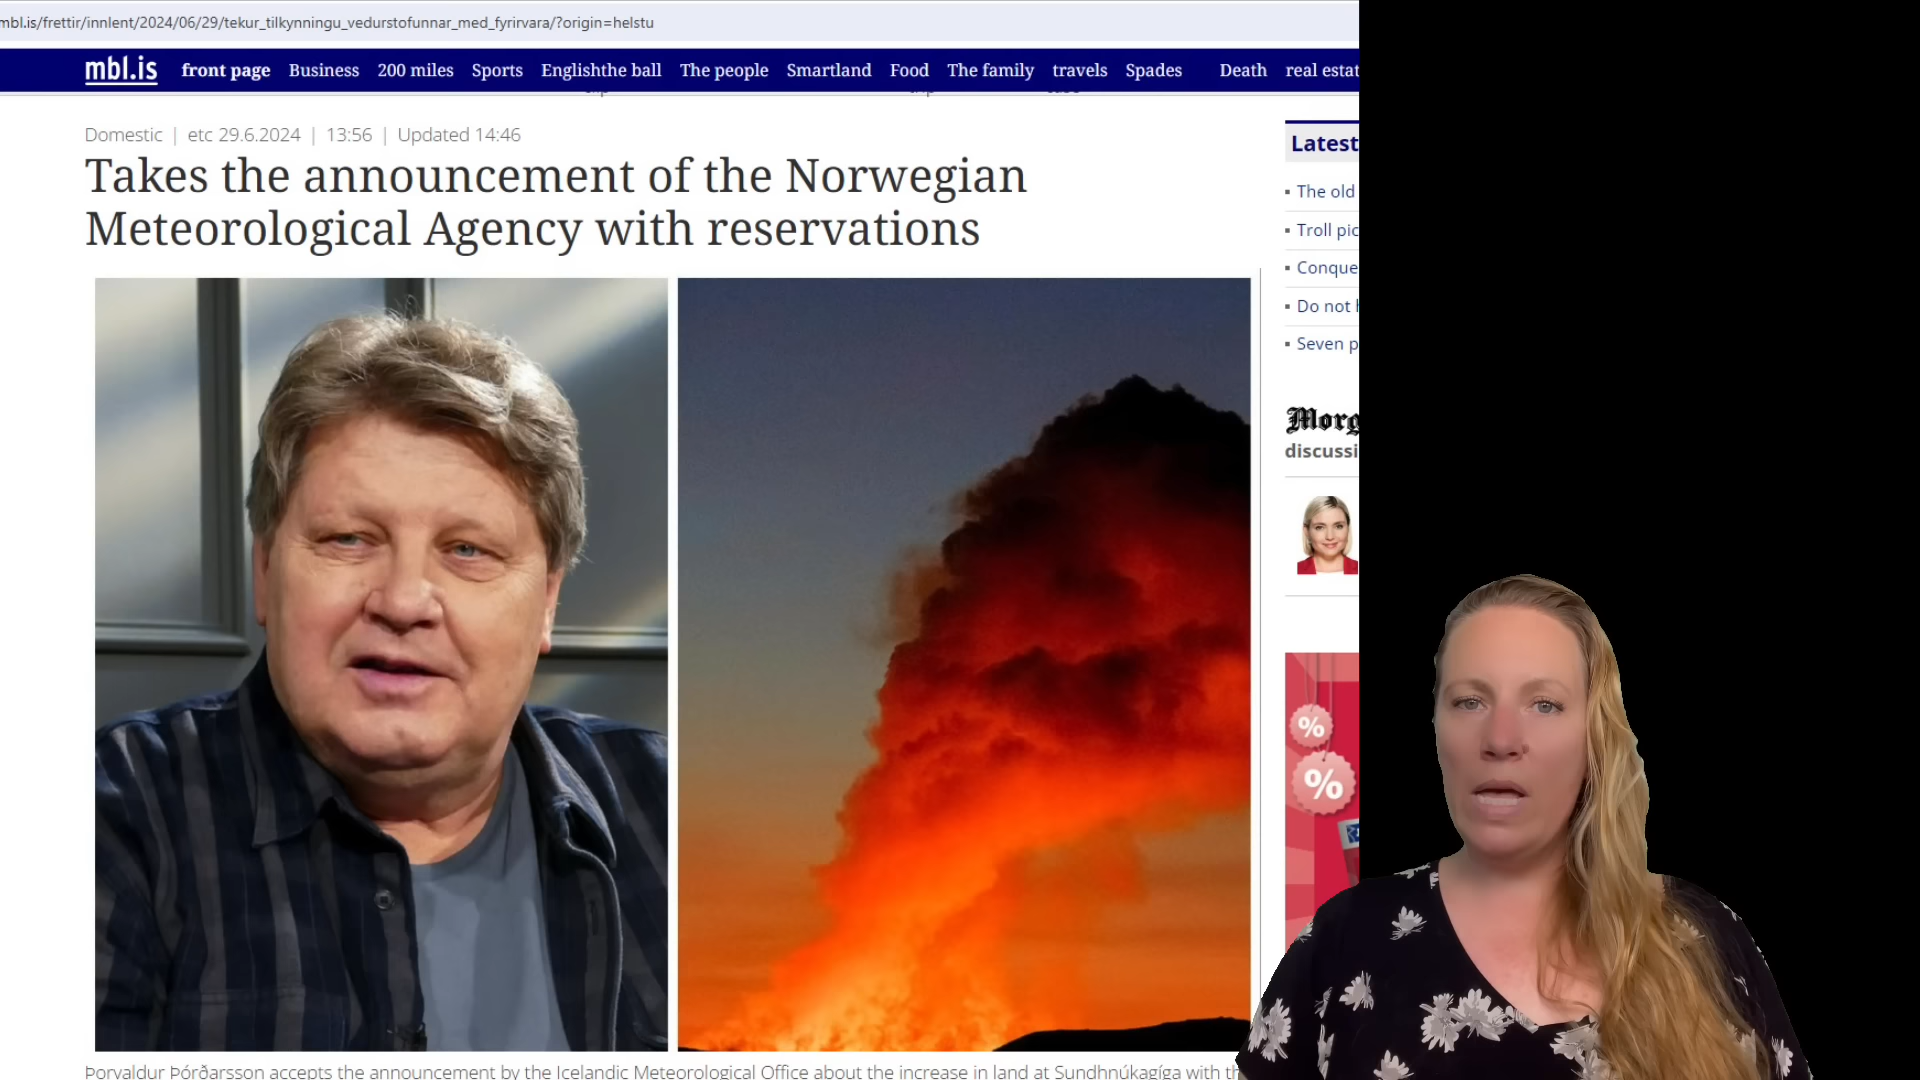 mbl.is/frettir/innlent/2024/06/29/tekur_tilkynningu_vedurstofunnar_med_fyrirvara/?origin=helstu
mbl.is front page Business 200 miles Sports Englishthe ball The people Smartland Food The family travels Spades Death real estat
Domestic | etc 29.6.2024 | 13:56 | Updated 14:46
Takes the announcement of the Norwegian
Meteorological Agency with reservations
Latest
The old
Troll pic
Conque
Do not
Seven p
Morg
discussi
%
%
Þorvaldur Þórðarsson accepts the announcement by the Icelandic Meteorological Office about the increase in land at Sundhnúkagíga with th